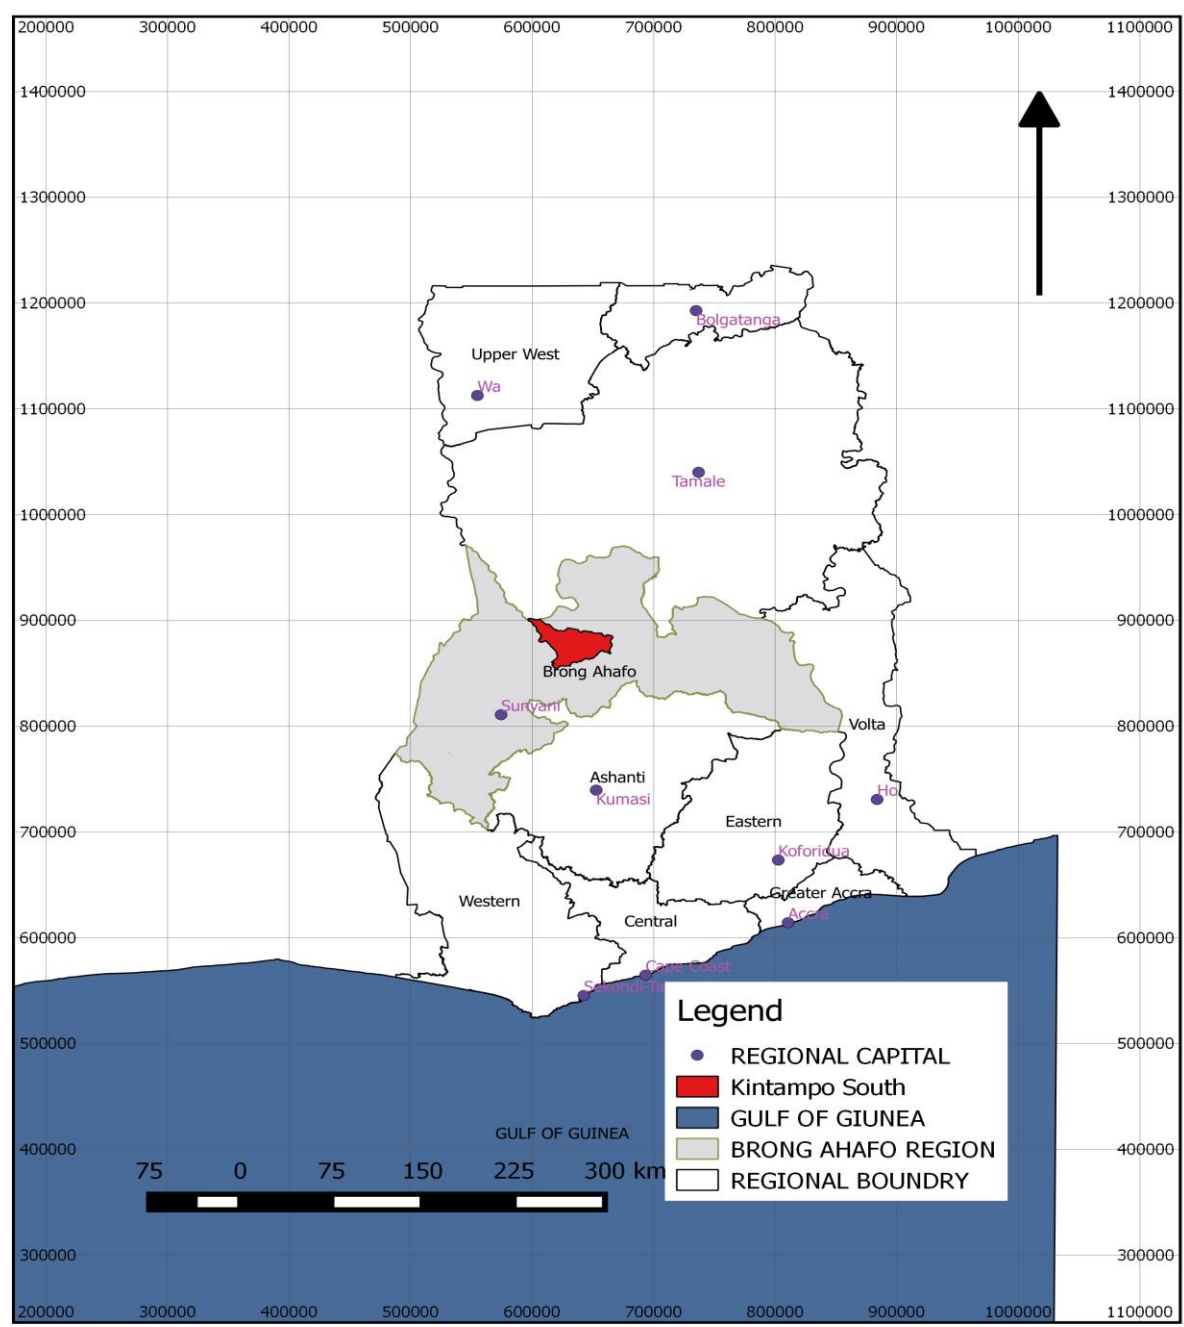 200000 300000 400000 500000 600000 700000 800000 900000 1000000 1100000
1400000 1400000
1300000 1300000
1200000 1200000
Bolgatanga
Upper West
Wa
1100000 1100000
Tamale
1000000 1000000
900000 900000
Brong Ahafo
Sunyani
800000 Volta 800000
Ashanti
Kumasi Ho
Eastern
700000 700000
Koforidua
Greater Accra
Western
Central Accra
600000 600000
Cape Coast
Sekondi-Ta
Legend
500000 500000
REGIONAL CAPITAL
Kintampo South
GULF OF GIUNEA
GULF OF GUINEA
400000 BRONG AHAFO REGION 400000
75 0 75 150 225 300 km
REGIONAL BOUNDRY
300000 300000
200000 300000 400000 500000 600000 700000 800000 900000 1000000 1100000